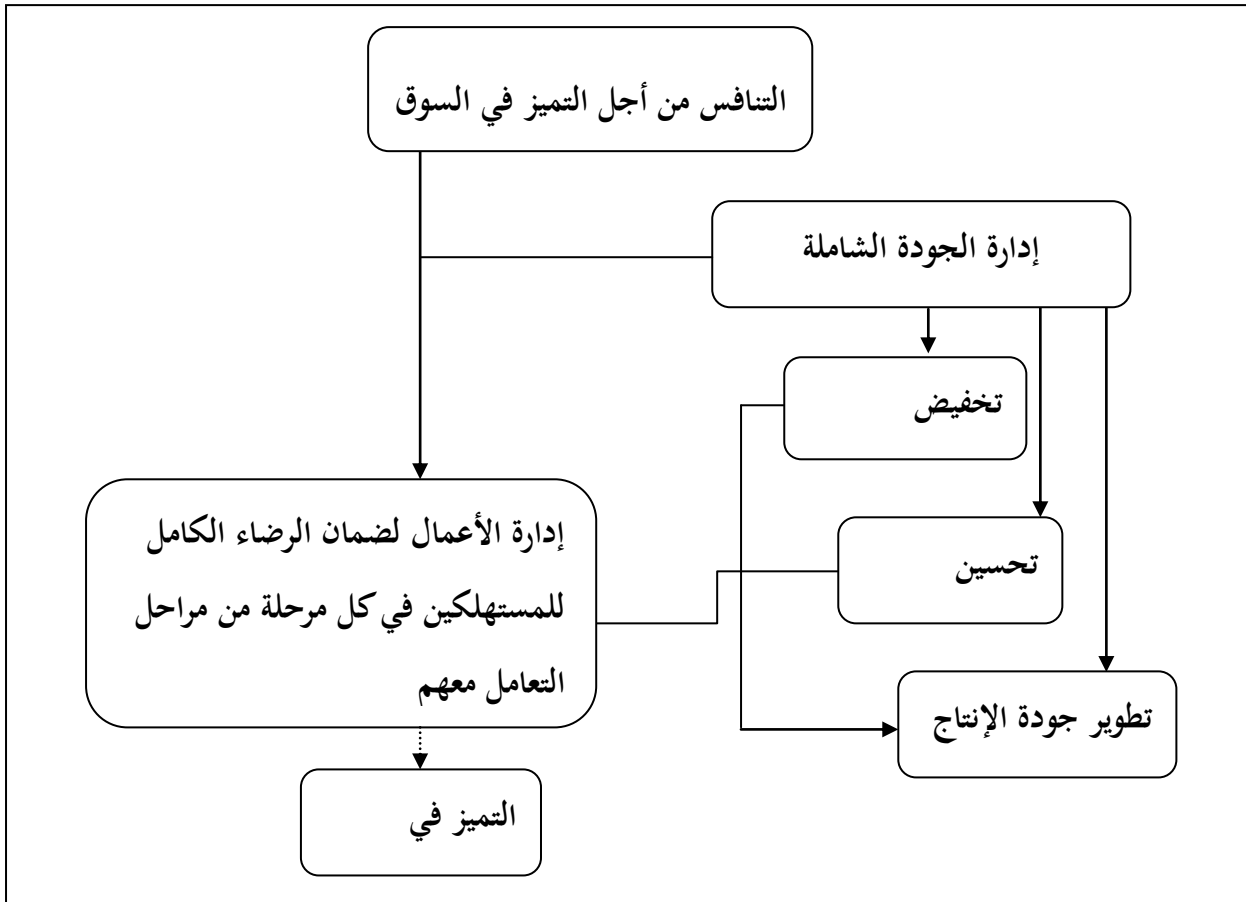 التنافس من أجل التميز في السوق
إدارة الجودة الشاملة
تخفيض
تحسين
تطوير جودة الإنتاج
إدارة الأعمال لضمان الرضاء الكامل
للمستهلكين في كل مرحلة من مراحل
التعامل معهم
التميز في